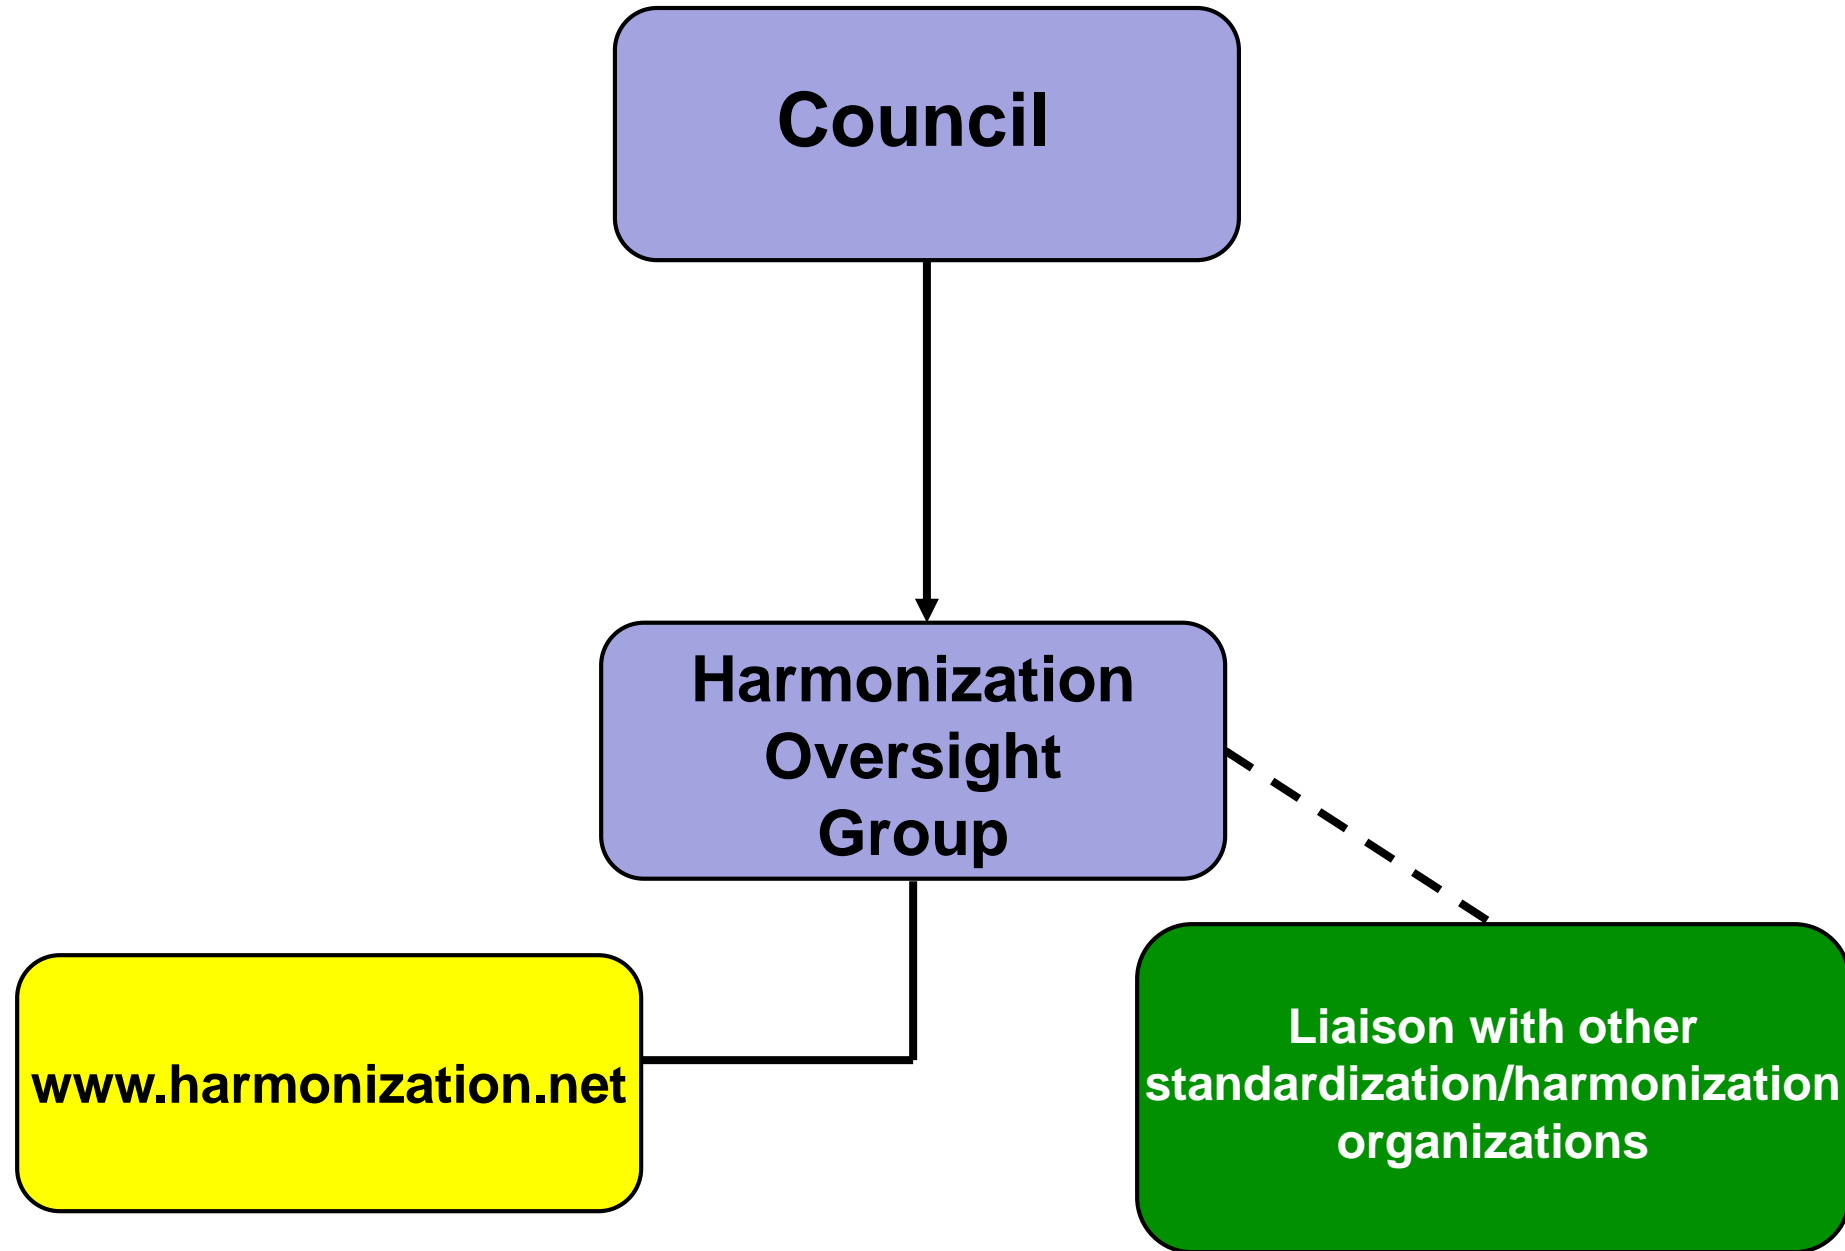 Council
Harmonization
Oversight
Group
www.harmonization.net
Liaison with other
standardization/harmonization
organizations